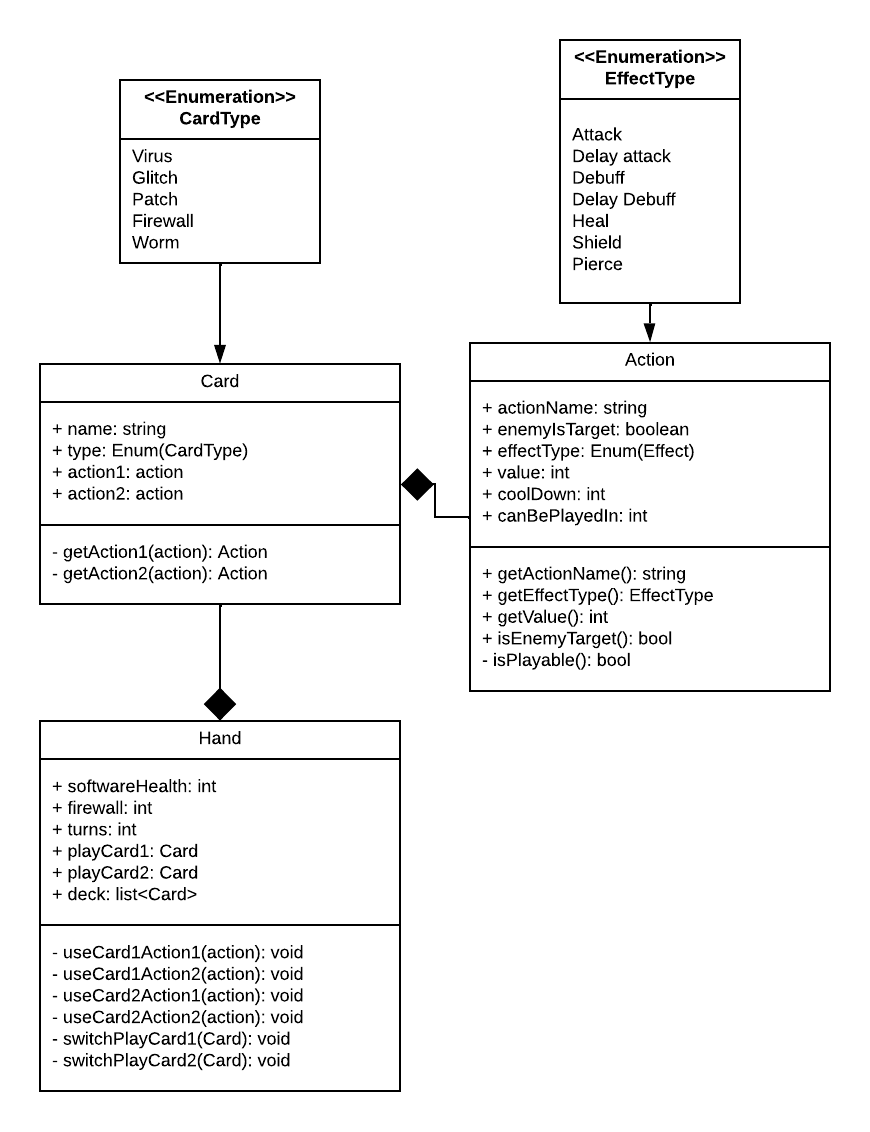 <<Enumeration>>
CardType
Virus
Glitch
Patch
Firewall
Worm
<<Enumeration>>
EffectType
Attack
Delay attack
Debuff
Delay Debuff
Heal
Shield
Pierce
Card
+ name: string
+ type: Enum(CardType)
+ action1: action
+ action2: action
- getAction1(action): Action
- getAction2(action): Action
Action
+ actionName: string
+ enemyIsTarget: boolean
+ effectType: Enum(Effect)
+ value: int
+ coolDown: int
+ canBePlayedIn: int
+ getActionName(): string
+ getEffectType(): EffectType
+ getValue(): int
+ isEnemyTarget(): bool
- isPlayable(): bool
Hand
+ softwareHealth: int
+ firewall: int
+ turns: int
+ playCard1: Card
+ playCard2: Card
+ deck: list<Card>
- useCard1Action1(action): void
- useCard1Action2(action): void
- useCard2Action1(action): void
- useCard2Action2(action): void
- switchPlayCard1(Card): void
- switchPlayCard2(Card): void